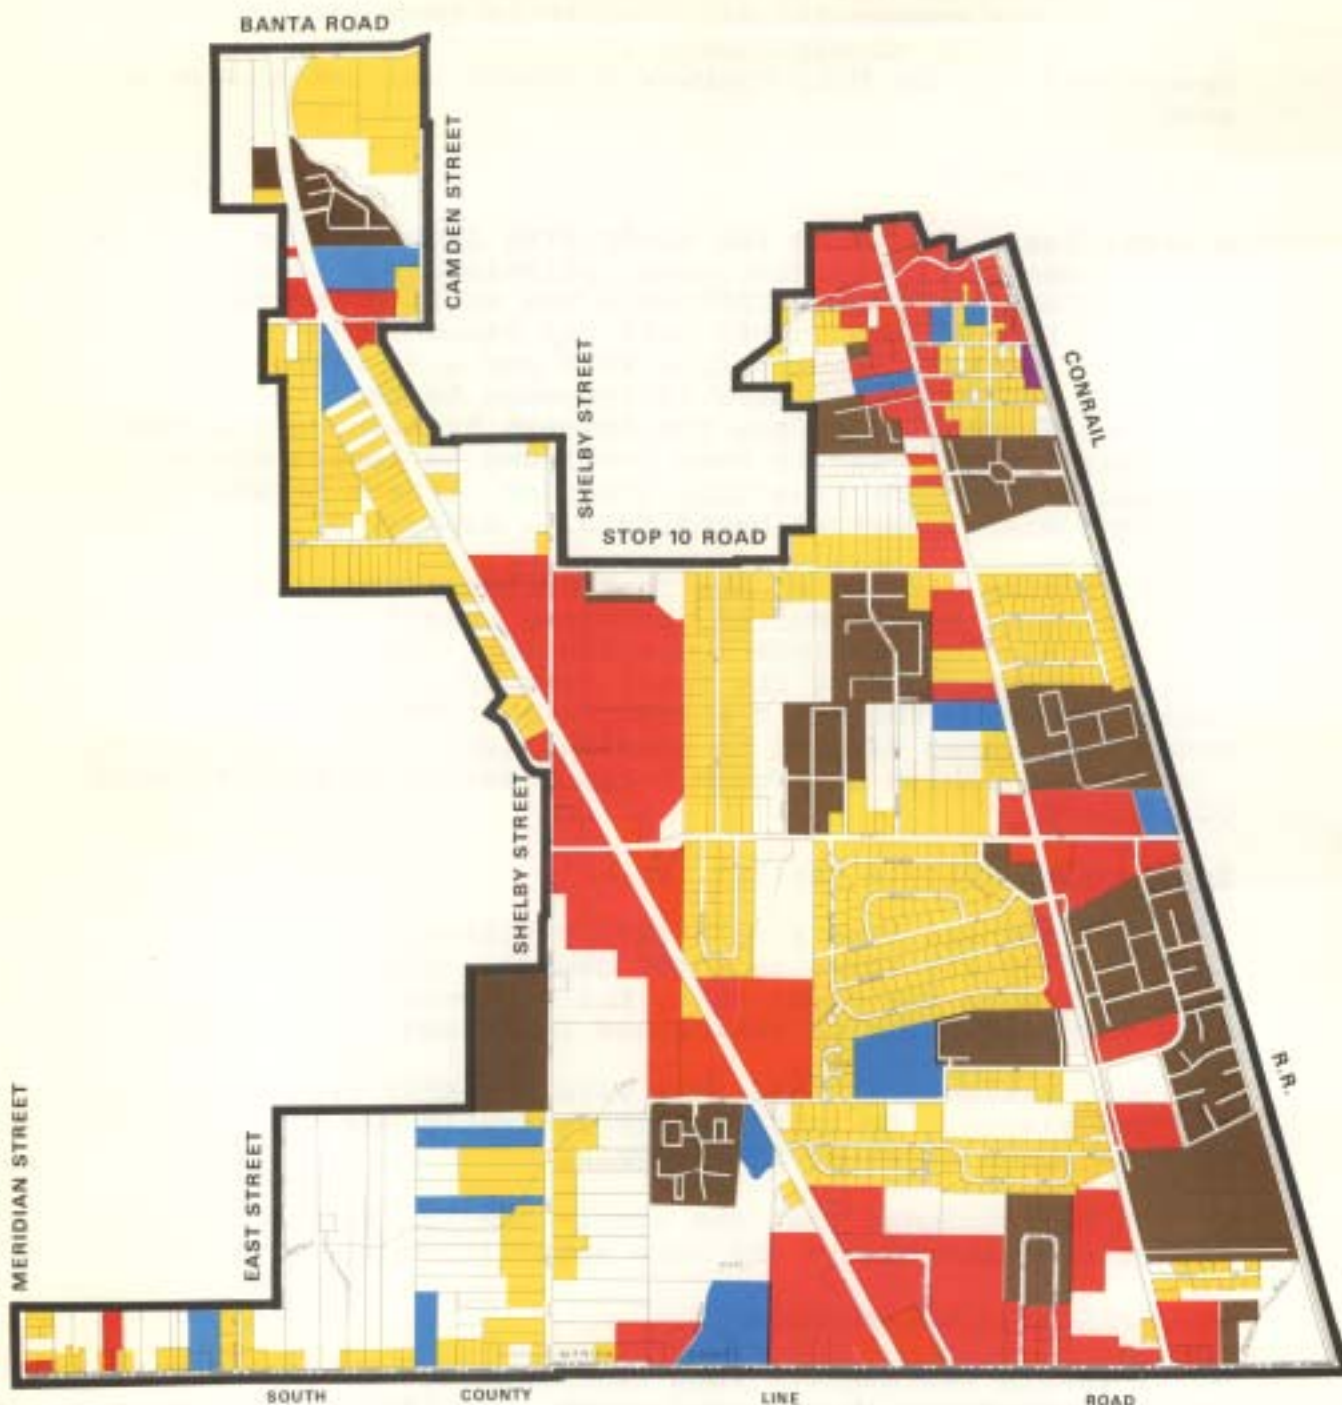 BANTA ROAD
CAMDEN STREET
SHELBY STREET
CONRAIL
STOP 10 ROAD
SHELBY STREET
R.R.
MERIDIAN STREET
EAST STREET
SOUTH COUNTY LINE ROAD